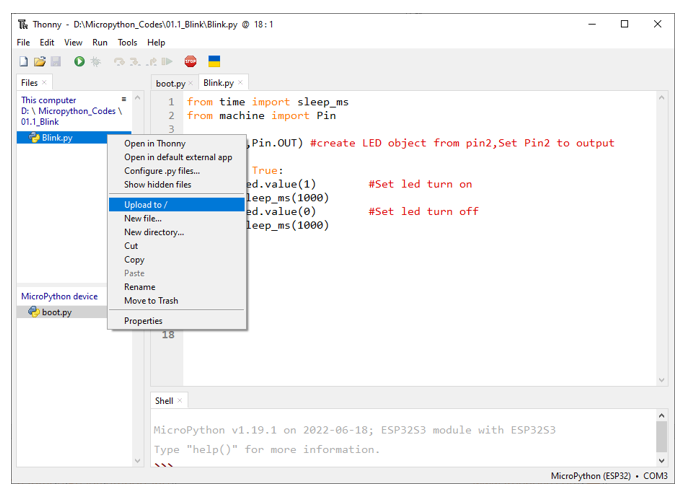 Thonny - D:\Micropython_Codes\01.1_Blink\Blink.py @ 18 : 1
File Edit View Run Tools Help
Files
This computer
D: \ Micropython_Codes \
01.1_Blink
Blink.py
MicroPython device
boot.py
Open in Thonny
Open in default external app
Configure .py files...
Show hidden files
Upload to /
New file...
New directory...
Cut
Copy
Paste
Rename
Move to Trash
Properties
boot.py Blink.py
1 from time import sleep_ms
2 from machine import Pin
3
,Pin.OUT) #create LED object from pin2,Set Pin2 to output
True:
ed.value(1) #Set led turn on
leep_ms(1000)
ed.value(0) #Set led turn off
leep_ms(1000)
18
Shell
MicroPython v1.19.1 on 2022-06-18; ESP32S3 module with ESP32S3
Type "help()" for more information.
>>>
MicroPython (ESP32) • COM3